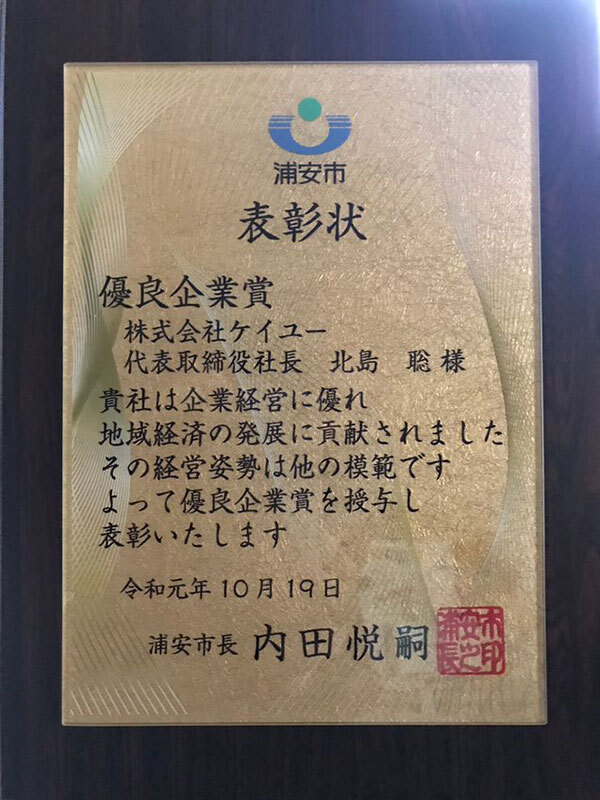 浦安市
表彰状
優良企業賞
株式会社ケイユー
代表取締役社長 北島 聡 様
貴社は企業経営に優れ
地域経済の発展に貢献されました
その経営姿勢は他の模範です
よって優良企業賞を授与し
表彰いたします
令和元年10月19日
浦安市長 内田悦嗣